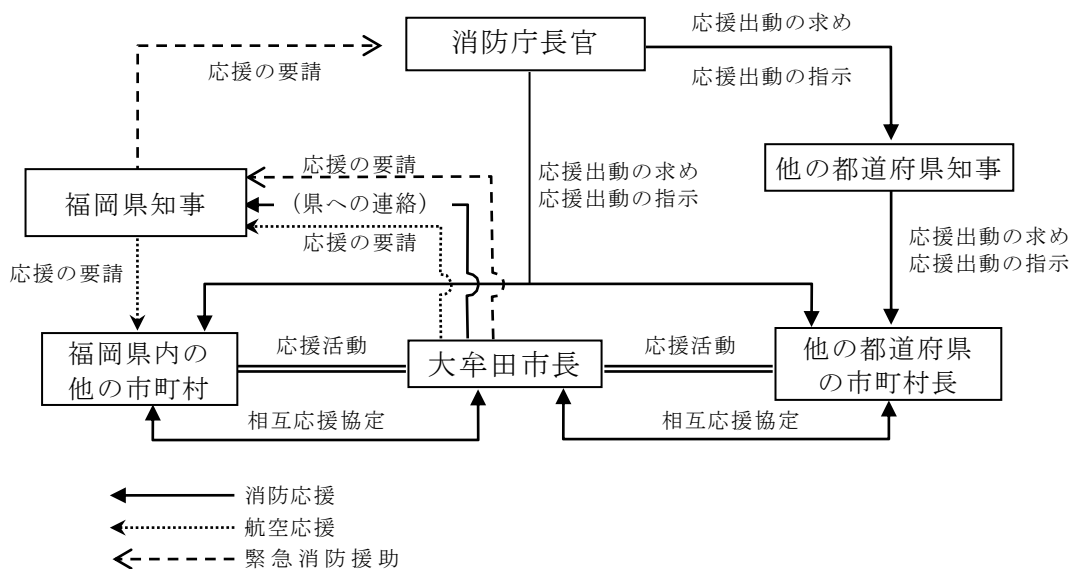 応援出動の求め
消防庁長官
応援の要請
応援出動の指示
応援の要請
他の都道府県知事
応援出動の求め
応援出動の指示
福岡県知事
(県への連絡)
応援の要請
応援出動の求め
応援出動の指示
応援の要請
福岡県内の
他の市町村
応援活動
大牟田市長
応援活動
他の都道府県
の市町村長
相互応援協定
相互応援協定
消防応援
航空応援
緊急消防援助